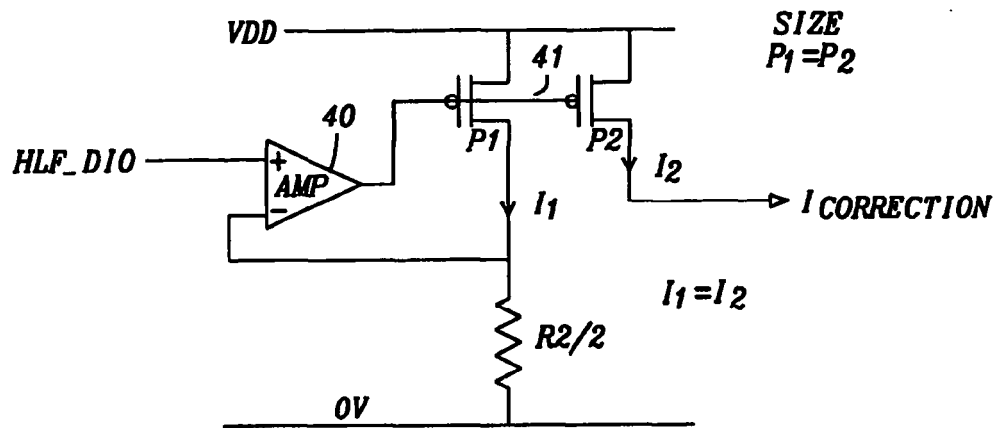 VDD
SIZE
P1=P2
41
40
P1
P2
HLF_DIO
+
AMP
−
I2
I1
I CORRECTION
I1=I2
R2/2
0V